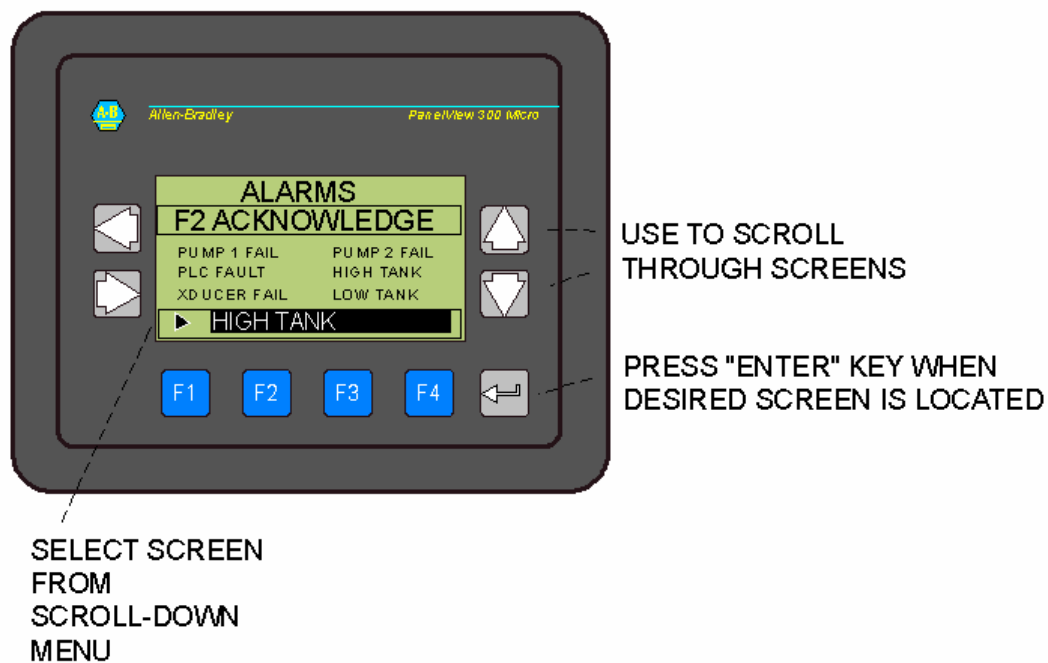 A·B
Allen-Bradley PanelView 300 Micro
ALARMS
F2 ACKNOWLEDGE
PUMP 1 FAIL PUMP 2 FAIL
PLC FAULT HIGH TANK
XDUCER FAIL LOW TANK
HIGH TANK
F1 F2 F3 F4
USE TO SCROLL
THROUGH SCREENS
PRESS "ENTER" KEY WHEN
DESIRED SCREEN IS LOCATED
SELECT SCREEN
FROM
SCROLL-DOWN
MENU